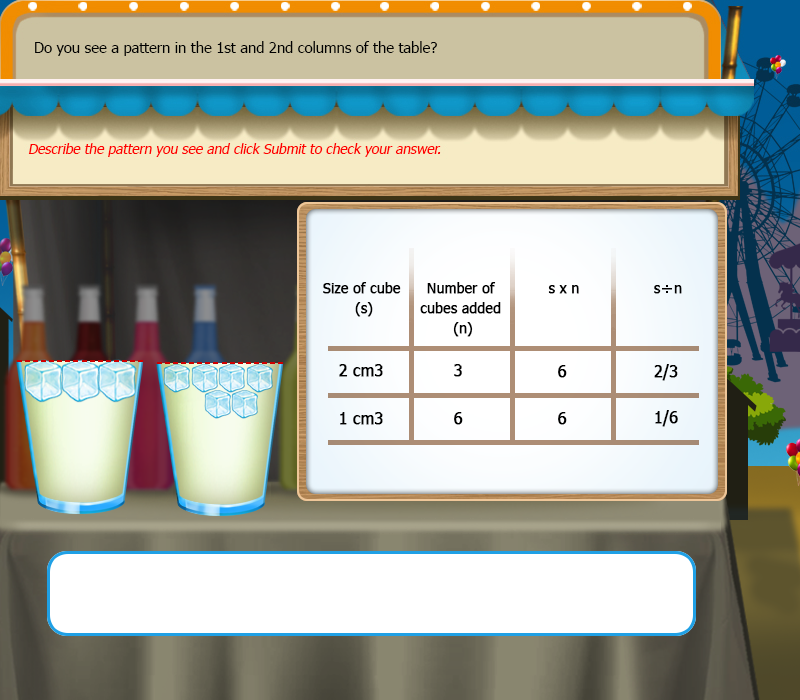 Do you see a pattern in the 1st and 2nd columns of the table?
Describe the pattern you see and click Submit to check your answer.
Size of cube (s) Number of cubes added (n) s x n s÷n
2 cm3 3 6 2/3
1 cm3 6 6 1/6